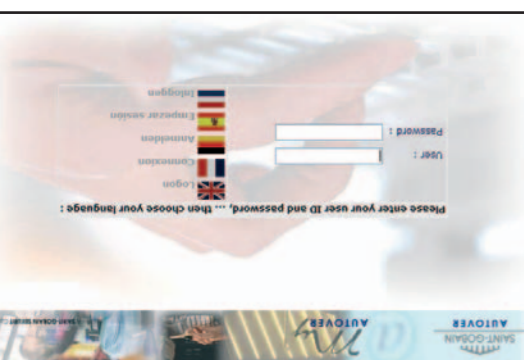 SAINT-GOBAIN
AUTOVER
My
AUTOVER
Please enter your user ID and password, ... then choose your language :
User :
Password :
Logon
Connexion
Anmelden
Empezar sesión
Inloggen